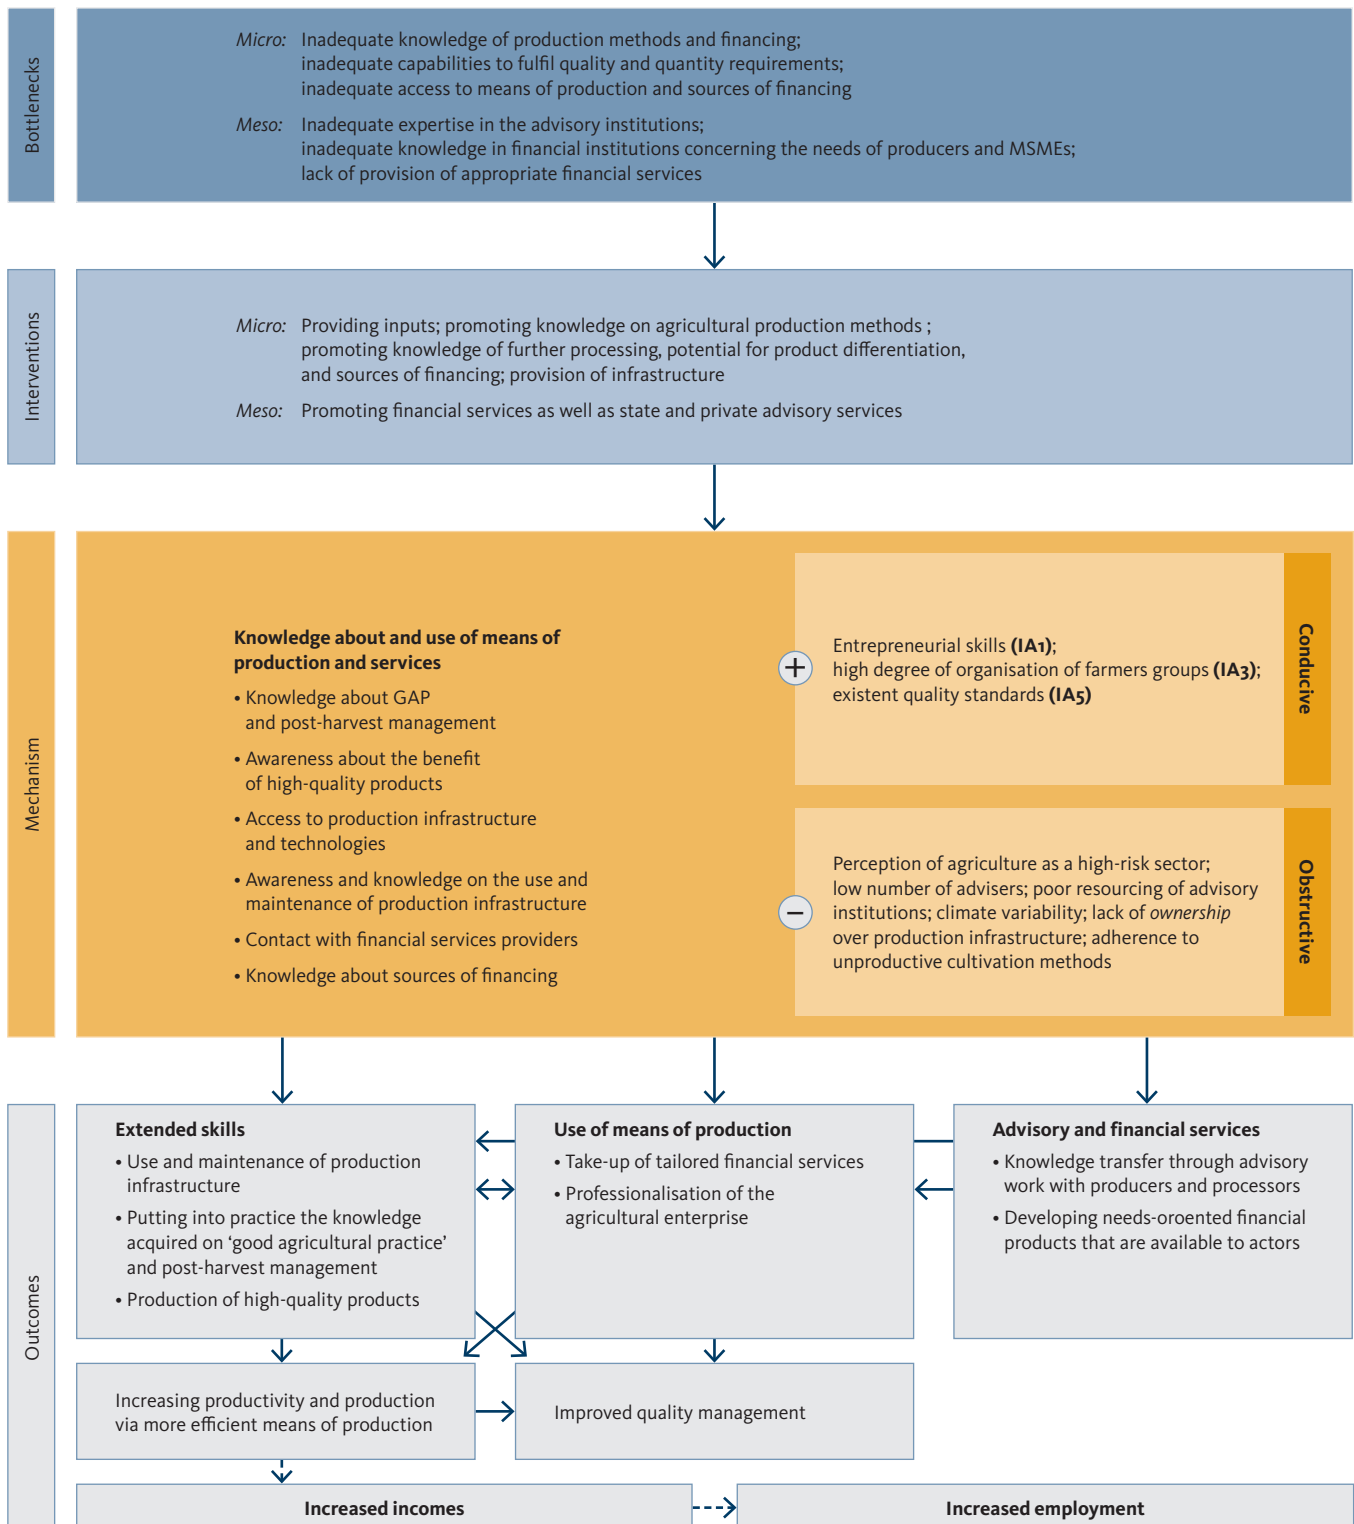 Bottlenecks
Micro: Inadequate knowledge of production methods and financing;
inadequate capabilities to fulfil quality and quantity requirements;
inadequate access to means of production and sources of financing
Meso: Inadequate expertise in the advisory institutions;
inadequate knowledge in financial institutions concerning the needs of producers and MSMEs;
lack of provision of appropriate financial services
Interventions
Micro: Providing inputs; promoting knowledge on agricultural production methods ;
promoting knowledge of further processing, potential for product differentiation,
and sources of financing; provision of infrastructure
Meso: Promoting financial services as well as state and private advisory services
Mechanism
Knowledge about and use of means of
production and services
• Knowledge about GAP
and post-harvest management
• Awareness about the benefit
of high-quality products
• Access to production infrastructure
and technologies
• Awareness and knowledge on the use and
maintenance of production infrastructure
• Contact with financial services providers
• Knowledge about sources of financing
+
Entrepreneurial skills (IA1);
high degree of organisation of farmers groups (IA3);
existent quality standards (IA5)
Conducive
–
Perception of agriculture as a high-risk sector;
low number of advisers; poor resourcing of advisory
institutions; climate variability; lack of ownership
over production infrastructure; adherence to
unproductive cultivation methods
Obstructive
Outcomes
Extended skills
• Use and maintenance of production
infrastructure
• Putting into practice the knowledge
acquired on ‘good agricultural practice’
and post-harvest management
• Production of high-quality products
Use of means of production
• Take-up of tailored financial services
• Professionalisation of the
agricultural enterprise
Advisory and financial services
• Knowledge transfer through advisory
work with producers and processors
• Developing needs-oroented financial
products that are available to actors
Increasing productivity and production
via more efficient means of production
Improved quality management
Increased incomes
Increased employment